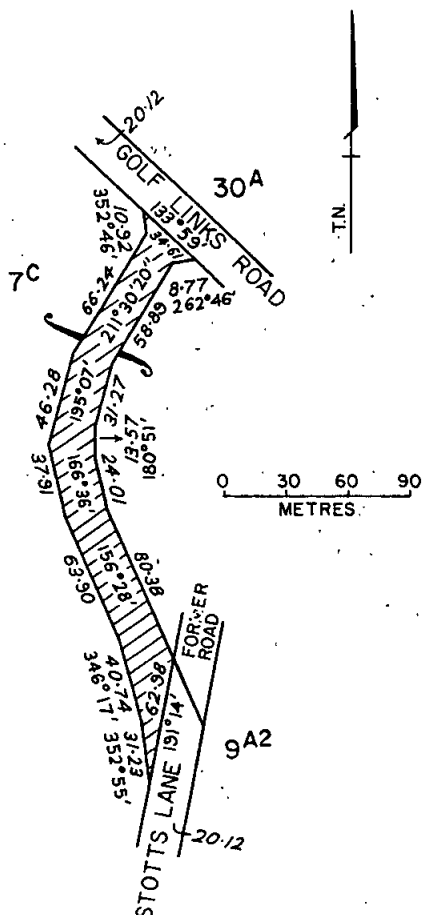 20·12
GOLF LINKS ROAD
133°59'
30A
T.N.
10·92
352°46'
34·61
7C
66·24
211°30'20"
58·89
8·77
262°46'
46·28
195°07'
31·27
13·57
180°51'
37·91
166°36'
24·01
0 30 60 90
METRES.
63·90
156°28'
80·38
FORMER
ROAD
40·74
346°17'
31·23
352°55'
62·98
191°14'
9A2
STOTTS LANE
20·12